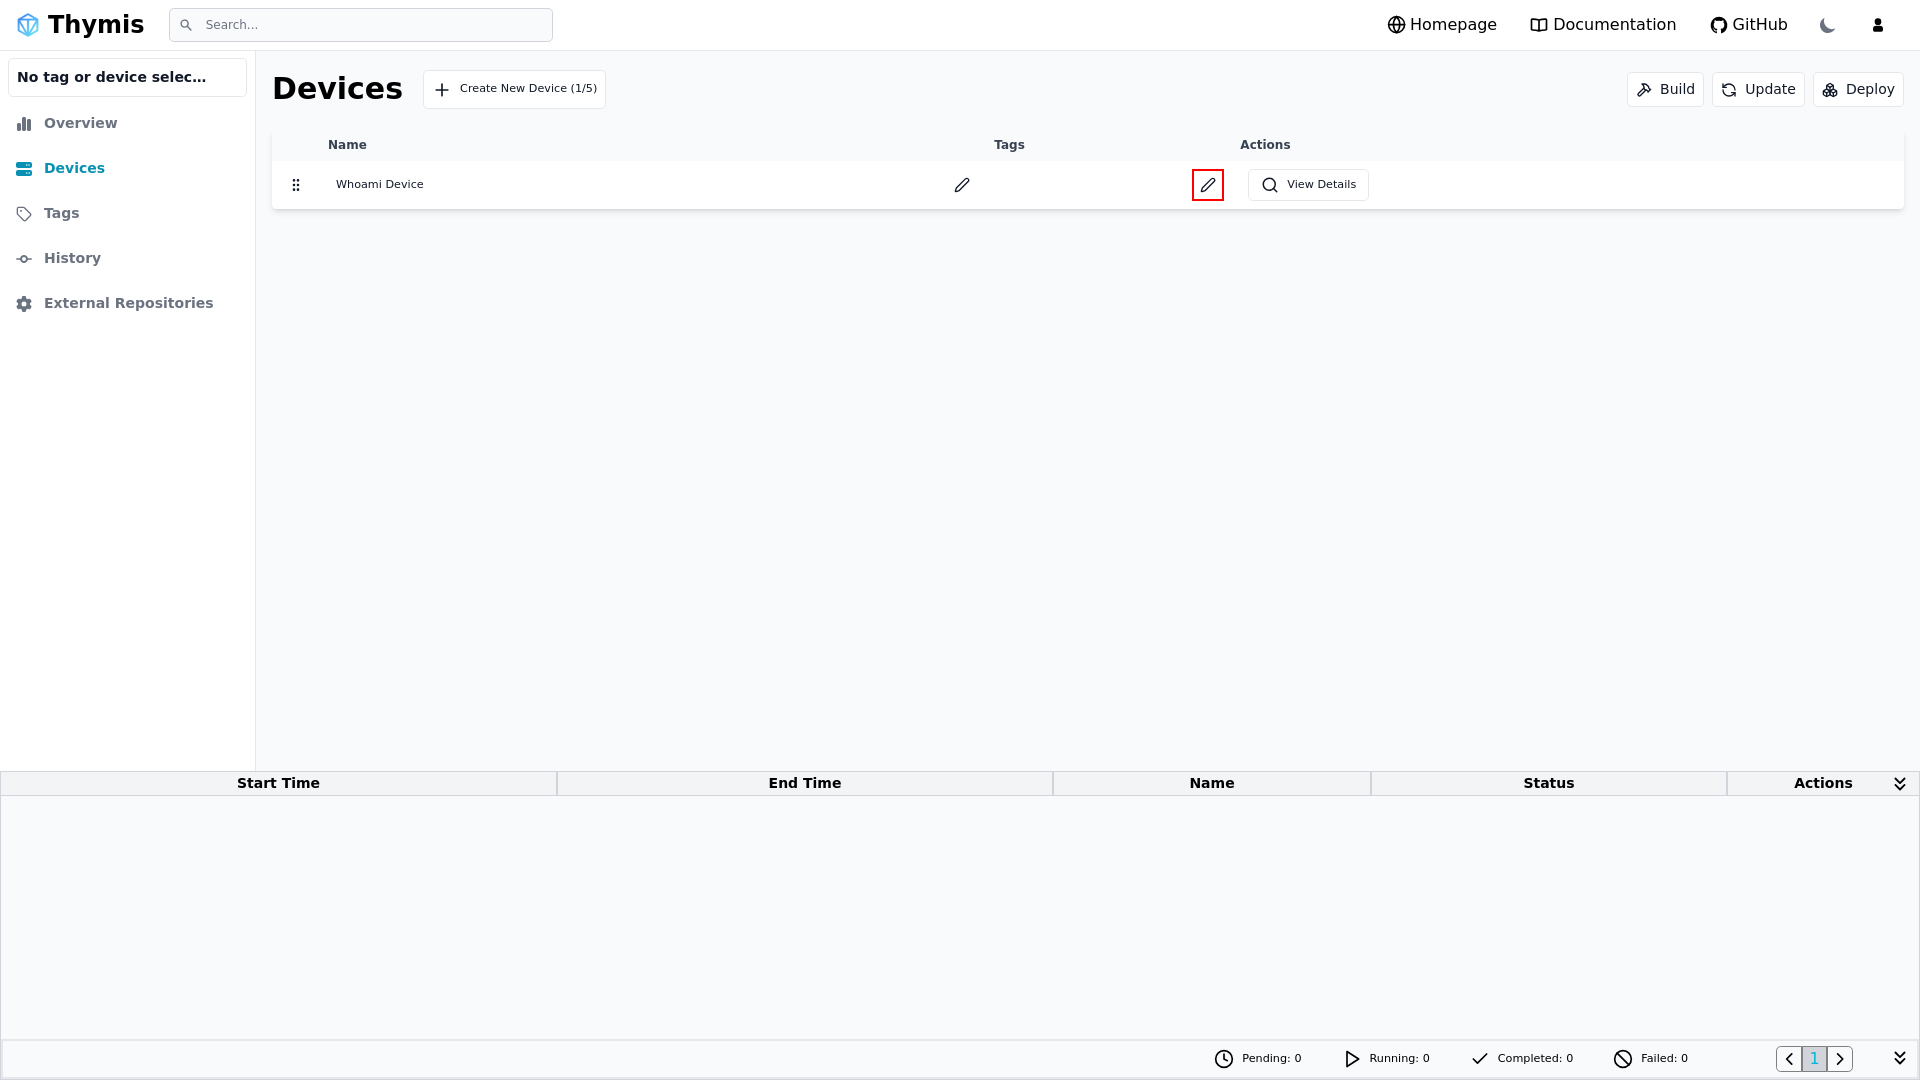 Thymis
Search...
Homepage
Documentation
GitHub
No tag or device selec...
Overview
Devices
Tags
History
External Repositories
Devices
Create New Device (1/5)
Build
Update
Deploy
Name
Tags
Actions
Whoami Device
View Details
Start Time
End Time
Name
Status
Actions
Pending: 0
Running: 0
Completed: 0
Failed: 0
1